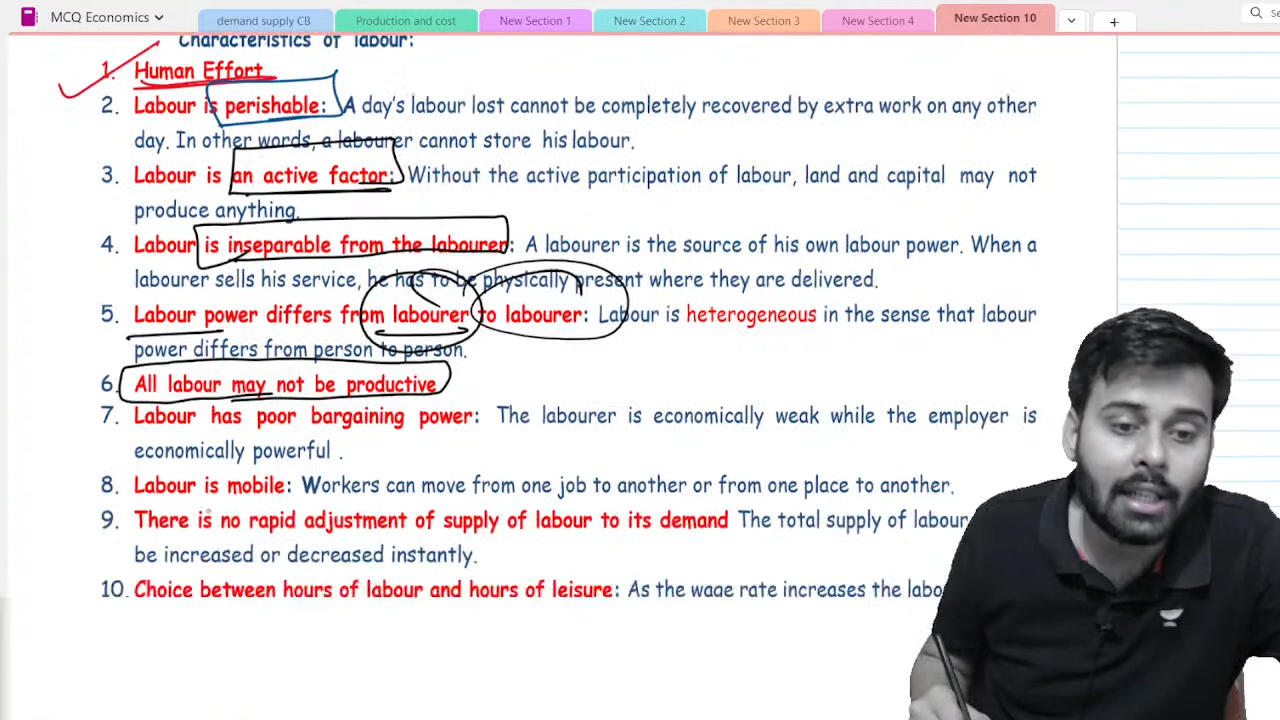 MCQ Economics
demand supply CB
Production and cost
New Section 1
New Section 2
New Section 3
New Section 4
New Section 10
Characteristics of labour:
1. Human Effort
2. Labour is perishable: A day's labour lost cannot be completely recovered by extra work on any other
day. In other words, a labourer cannot store his labour.
3. Labour is an active factor: Without the active participation of labour, land and capital may not
produce anything.
4. Labour is inseparable from the labourer: A labourer is the source of his own labour power. When a
labourer sells his service, he has to be physically present where they are delivered.
5. Labour power differs from labourer to labourer: Labour is heterogeneous in the sense that labour
power differs from person to person.
6. All labour may not be productive
7. Labour has poor bargaining power: The labourer is economically weak while the employer is
economically powerful .
8. Labour is mobile: Workers can move from one job to another or from one place to another.
9. There is no rapid adjustment of supply of labour to its demand The total supply of labour
be increased or decreased instantly.
10. Choice between hours of labour and hours of leisure: As the wage rate increases the